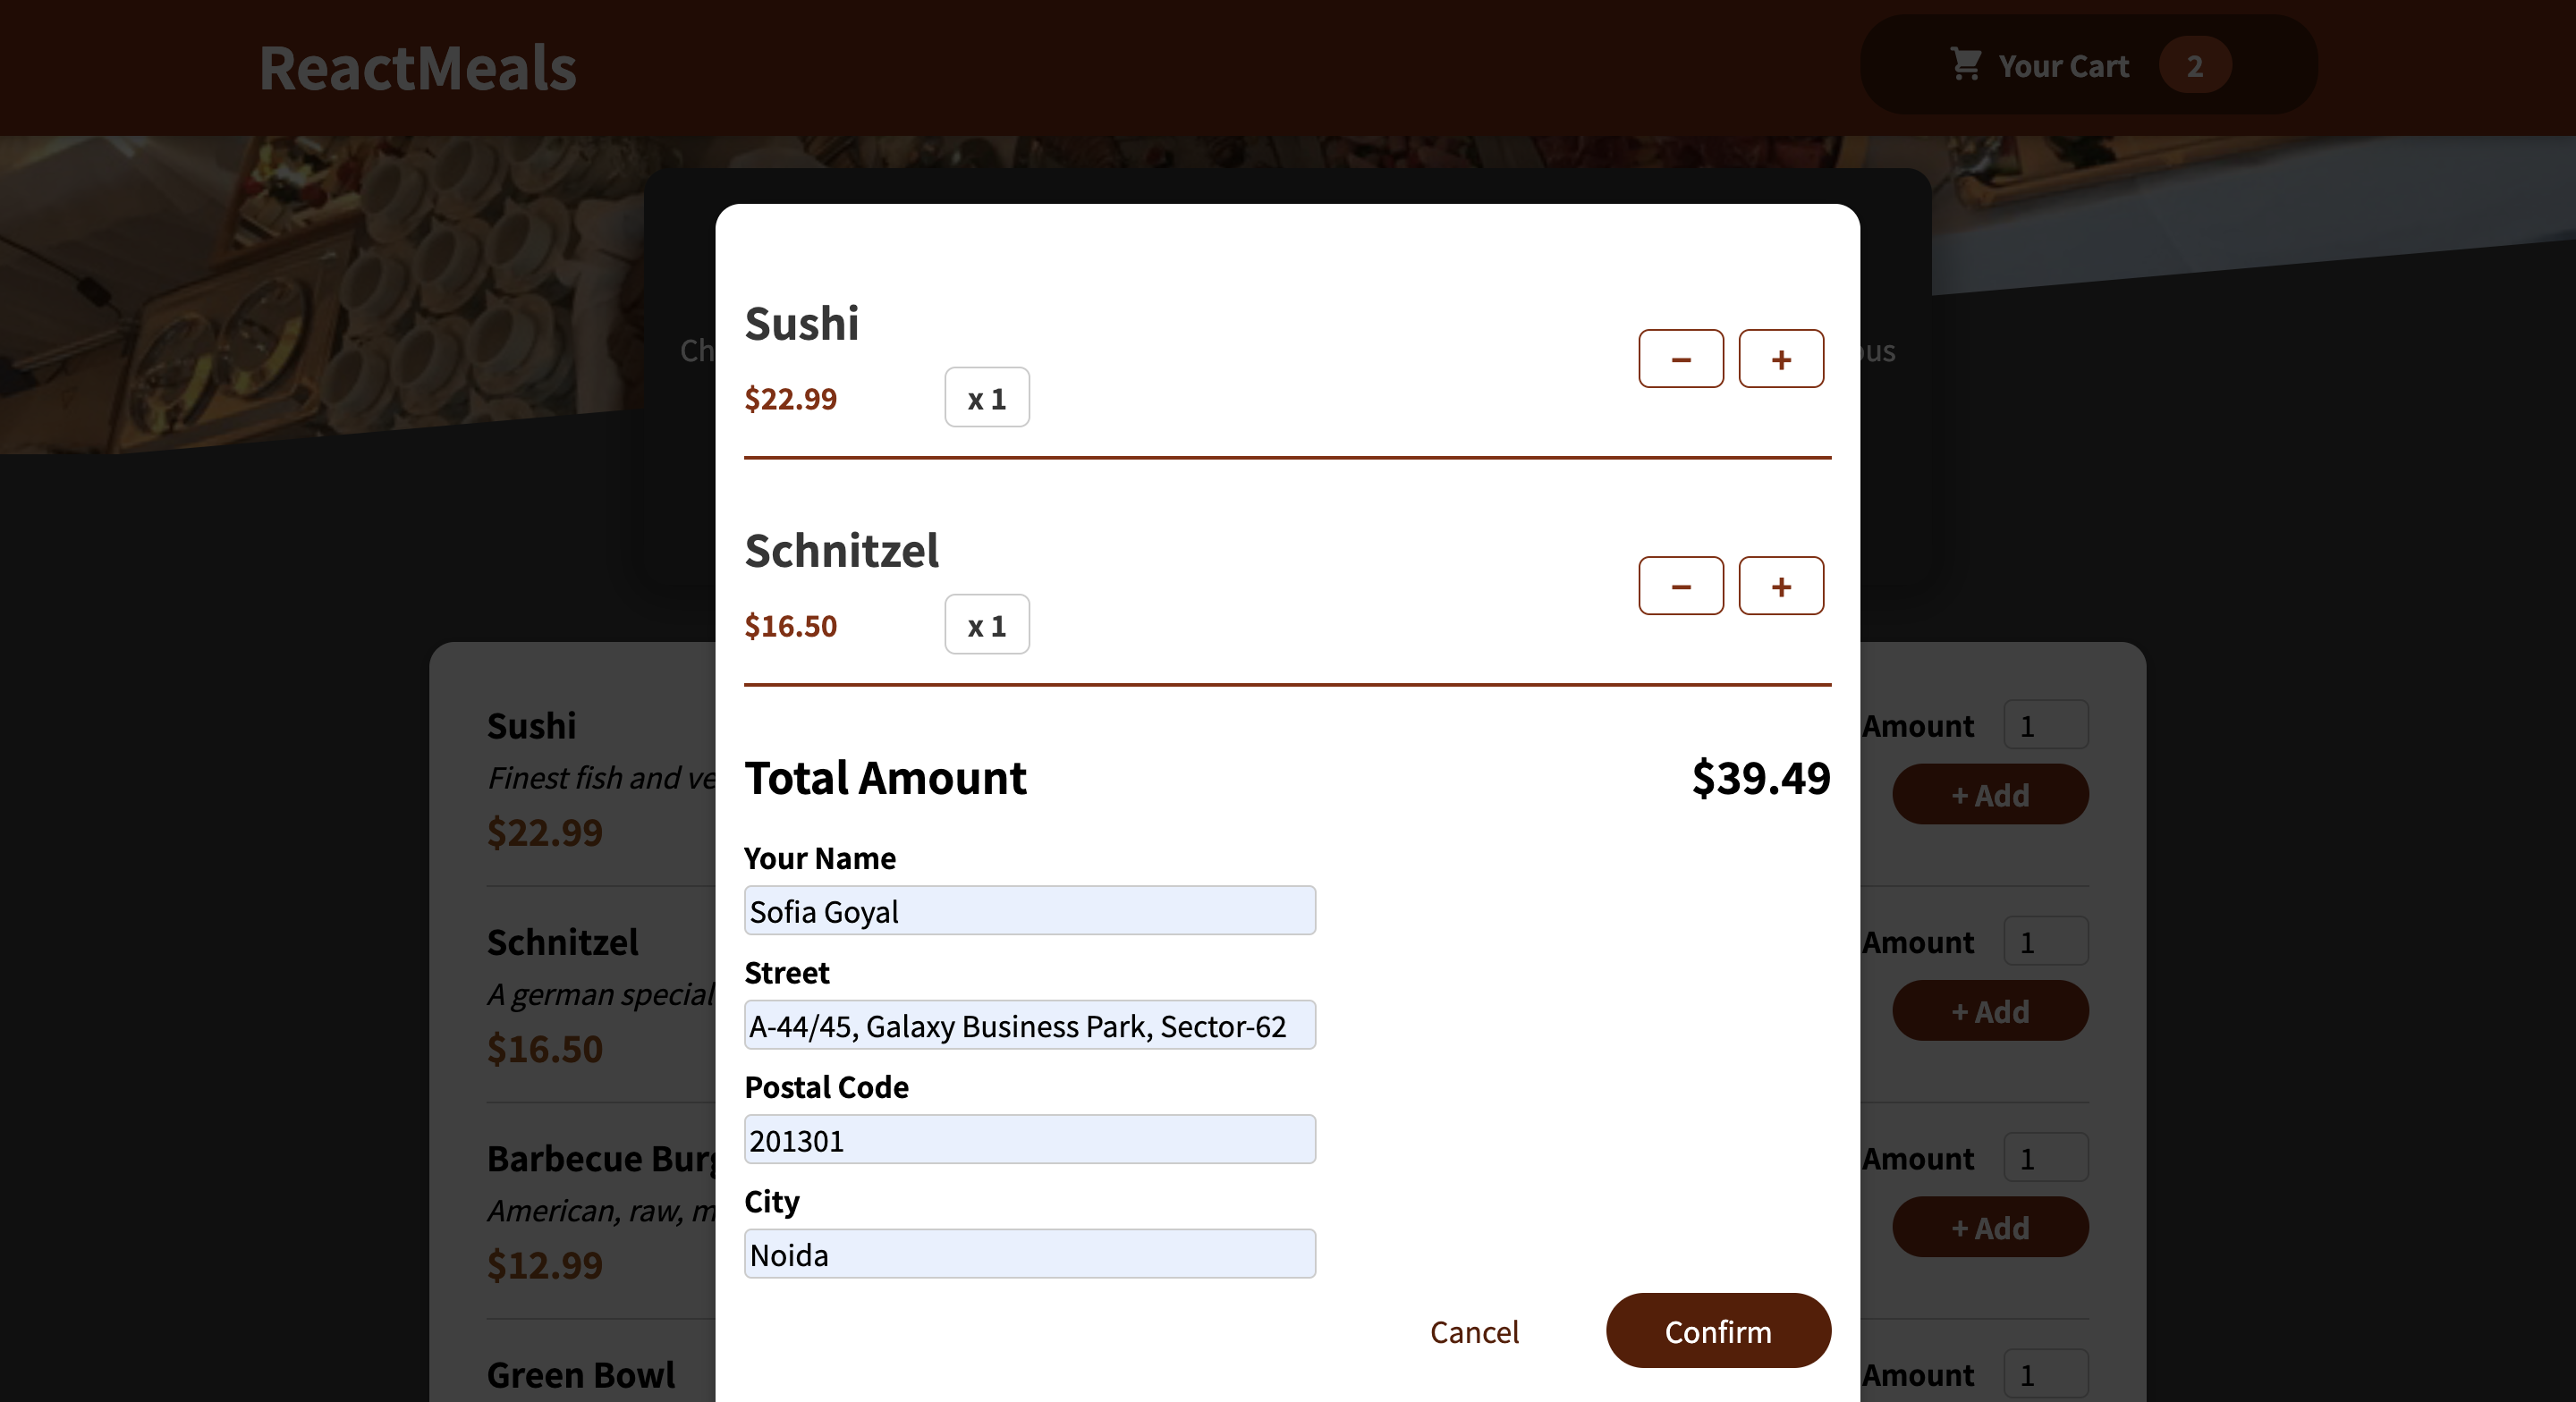 ReactMeals
Your Cart 2
Ch
ous
Sushi
$22.99 x 1
− +
Schnitzel
$16.50 x 1
− +
Total Amount $39.49
Your Name
Sofia Goyal
Street
A-44/45, Galaxy Business Park, Sector-62
Postal Code
201301
City
Noida
Cancel Confirm
Sushi
Finest fish and ve
$22.99
Amount 1
+ Add
Schnitzel
A german special
$16.50
Amount 1
+ Add
Barbecue Burg
American, raw, m
$12.99
Amount 1
+ Add
Green Bowl
Amount 1